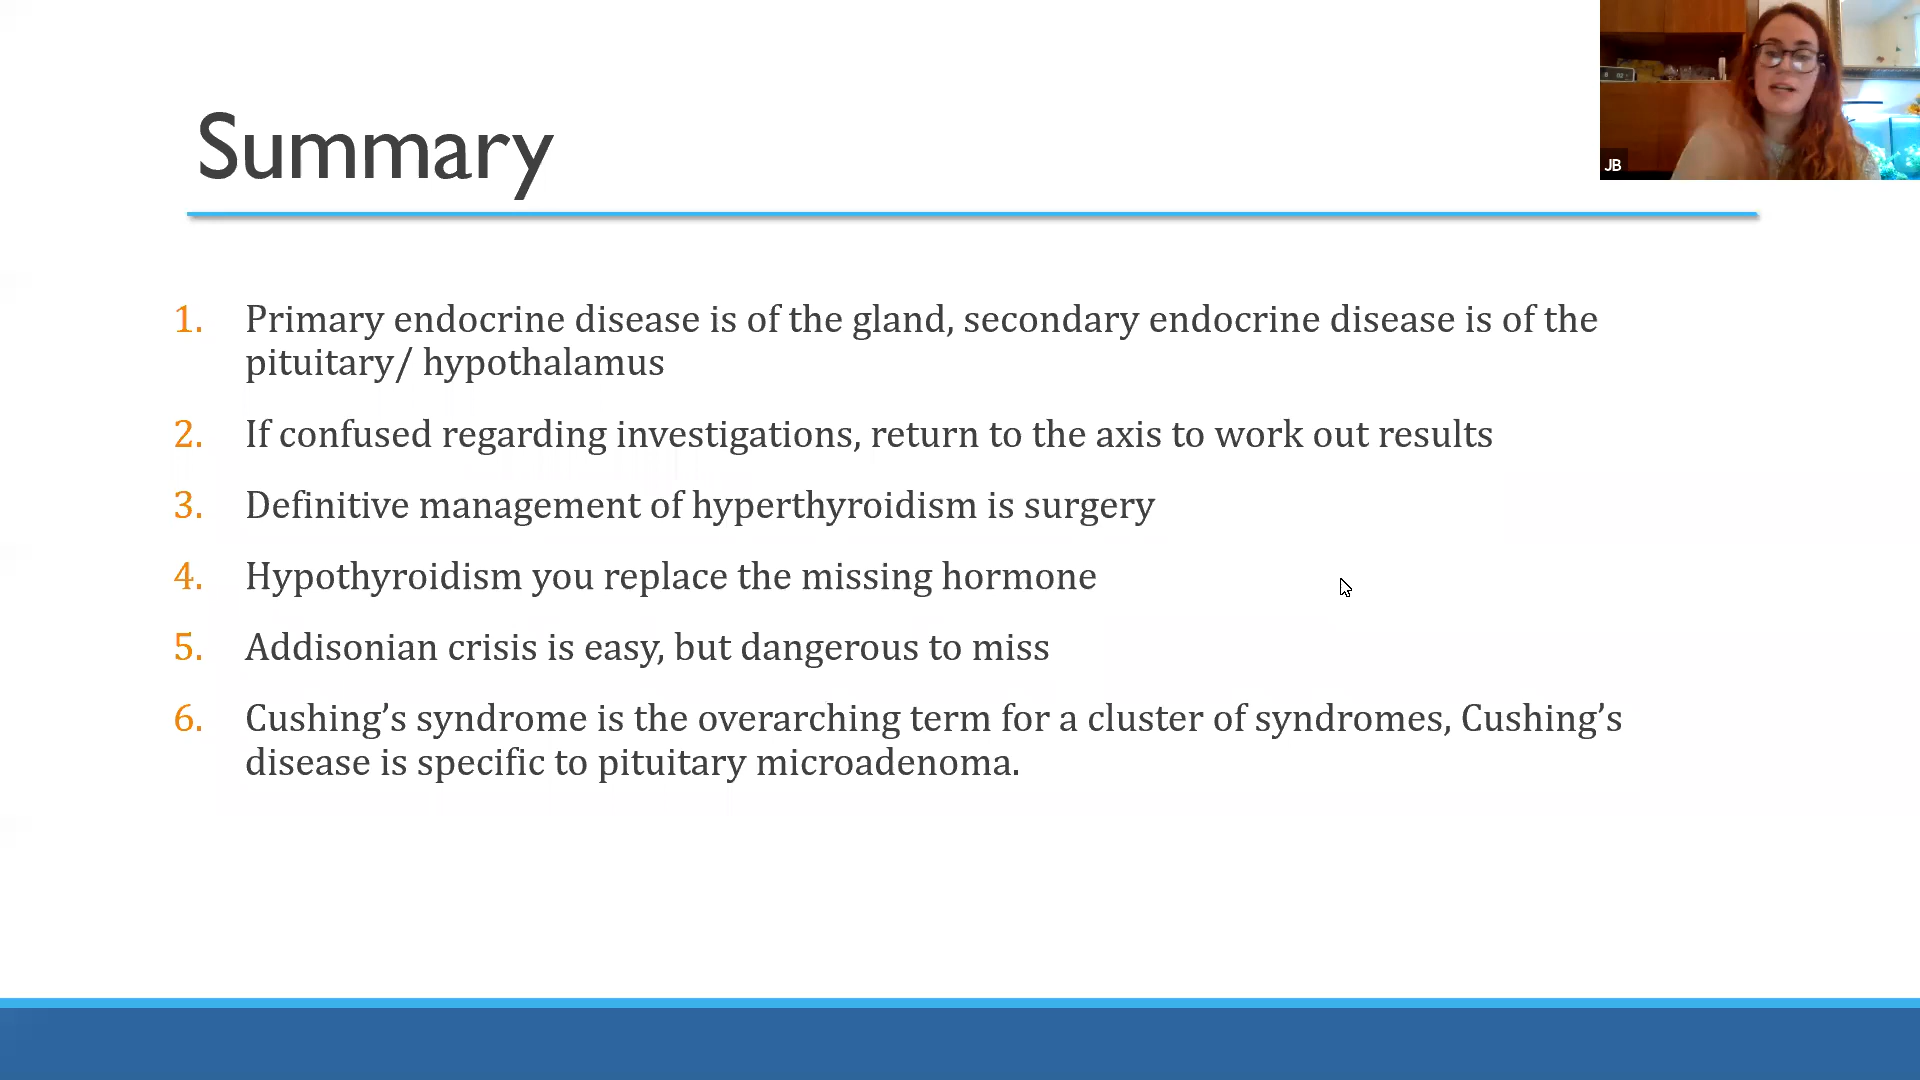 JB
Summary
1. Primary endocrine disease is of the gland, secondary endocrine disease is of the
pituitary/ hypothalamus
2. If confused regarding investigations, return to the axis to work out results
3. Definitive management of hyperthyroidism is surgery
4. Hypothyroidism you replace the missing hormone
5. Addisonian crisis is easy, but dangerous to miss
6. Cushing’s syndrome is the overarching term for a cluster of syndromes, Cushing’s
disease is specific to pituitary microadenoma.